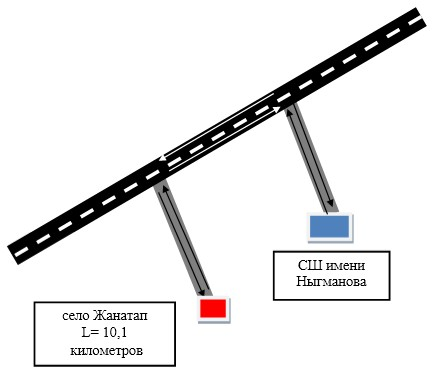 СШ имени
Ныгманова
село Жанатап
L= 10,1
километров